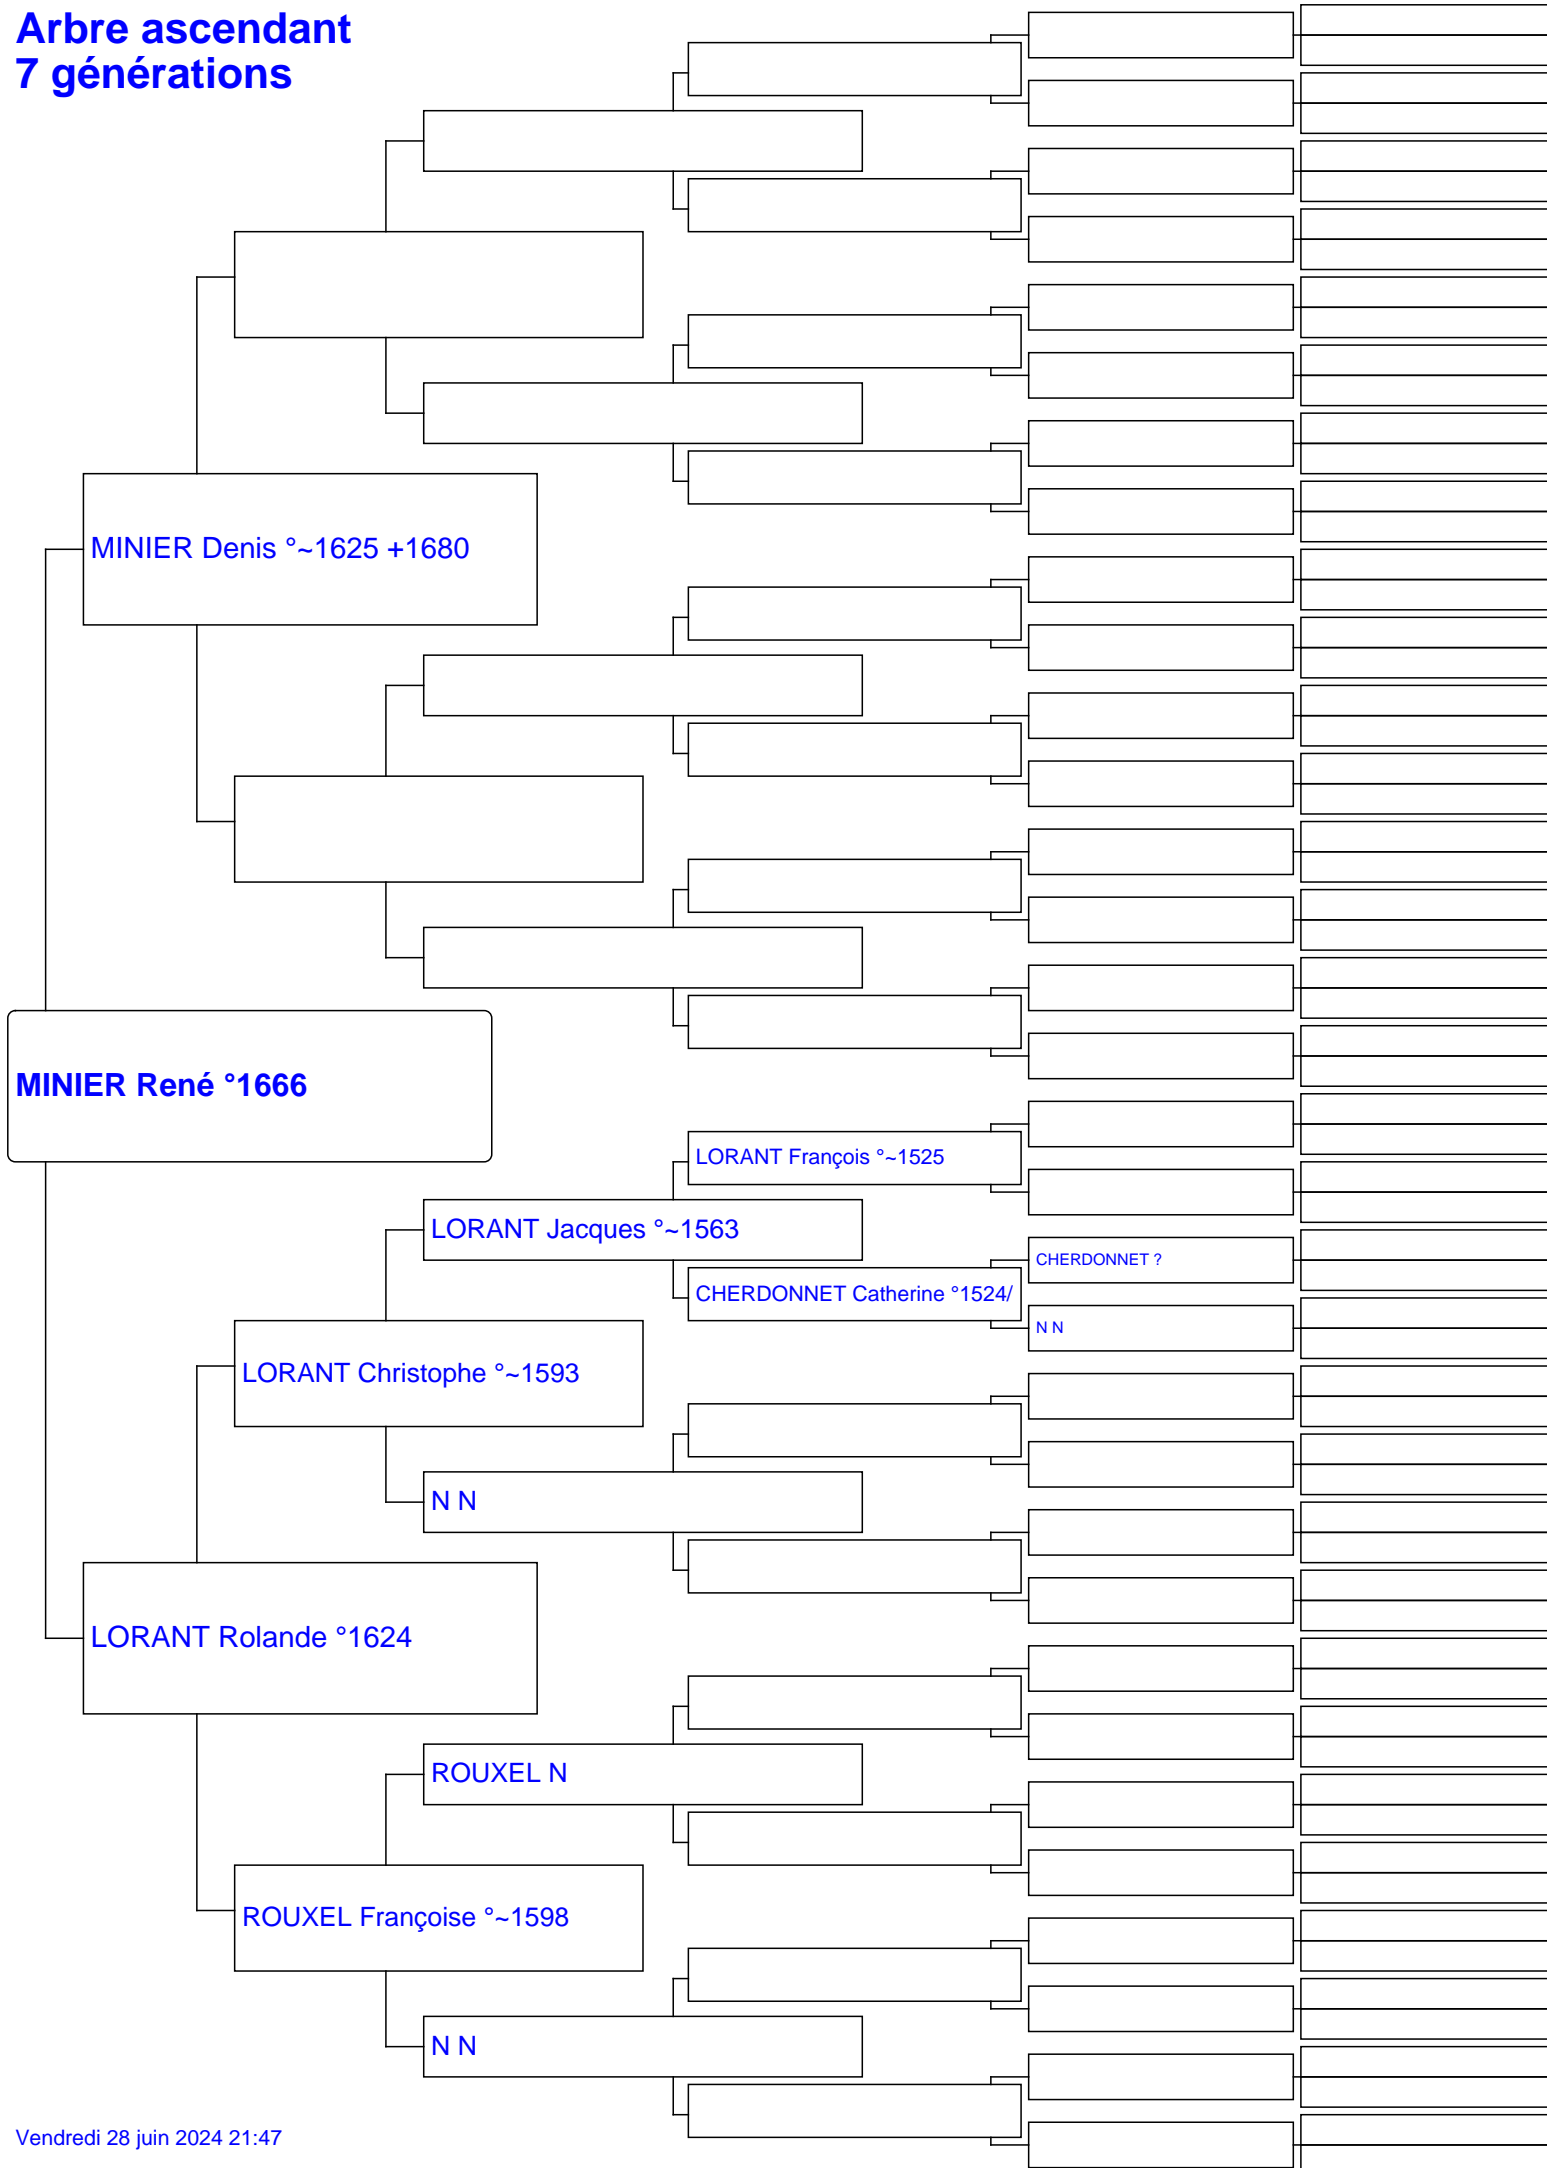 Arbre ascendant
7 générations
MINIER Denis °~1625 +1680
MINIER René °1666
LORANT François °~1525
LORANT Jacques °~1563
CHERDONNET ?
CHERDONNET Catherine °1524/
N N
LORANT Christophe °~1593
N N
LORANT Rolande °1624
ROUXEL N
ROUXEL Françoise °~1598
N N
Vendredi 28 juin 2024 21:47